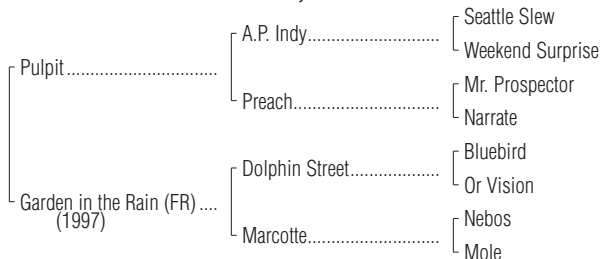 Seattle Slew
A.P. Indy..............................
Weekend Surprise
Pulpit................................
Mr. Prospector
Preach.................................
Narrate
Bluebird
Dolphin Street...................
Or Vision
Garden in the Rain (FR) ....
(1997)
Nebos
Marcotte............................
Mole